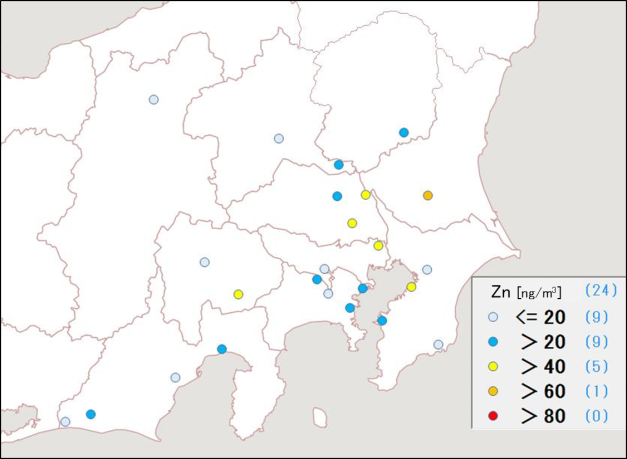 Zn [ng/m³] (24)
<= 20 (9)
> 20 (9)
> 40 (5)
> 60 (1)
> 80 (0)